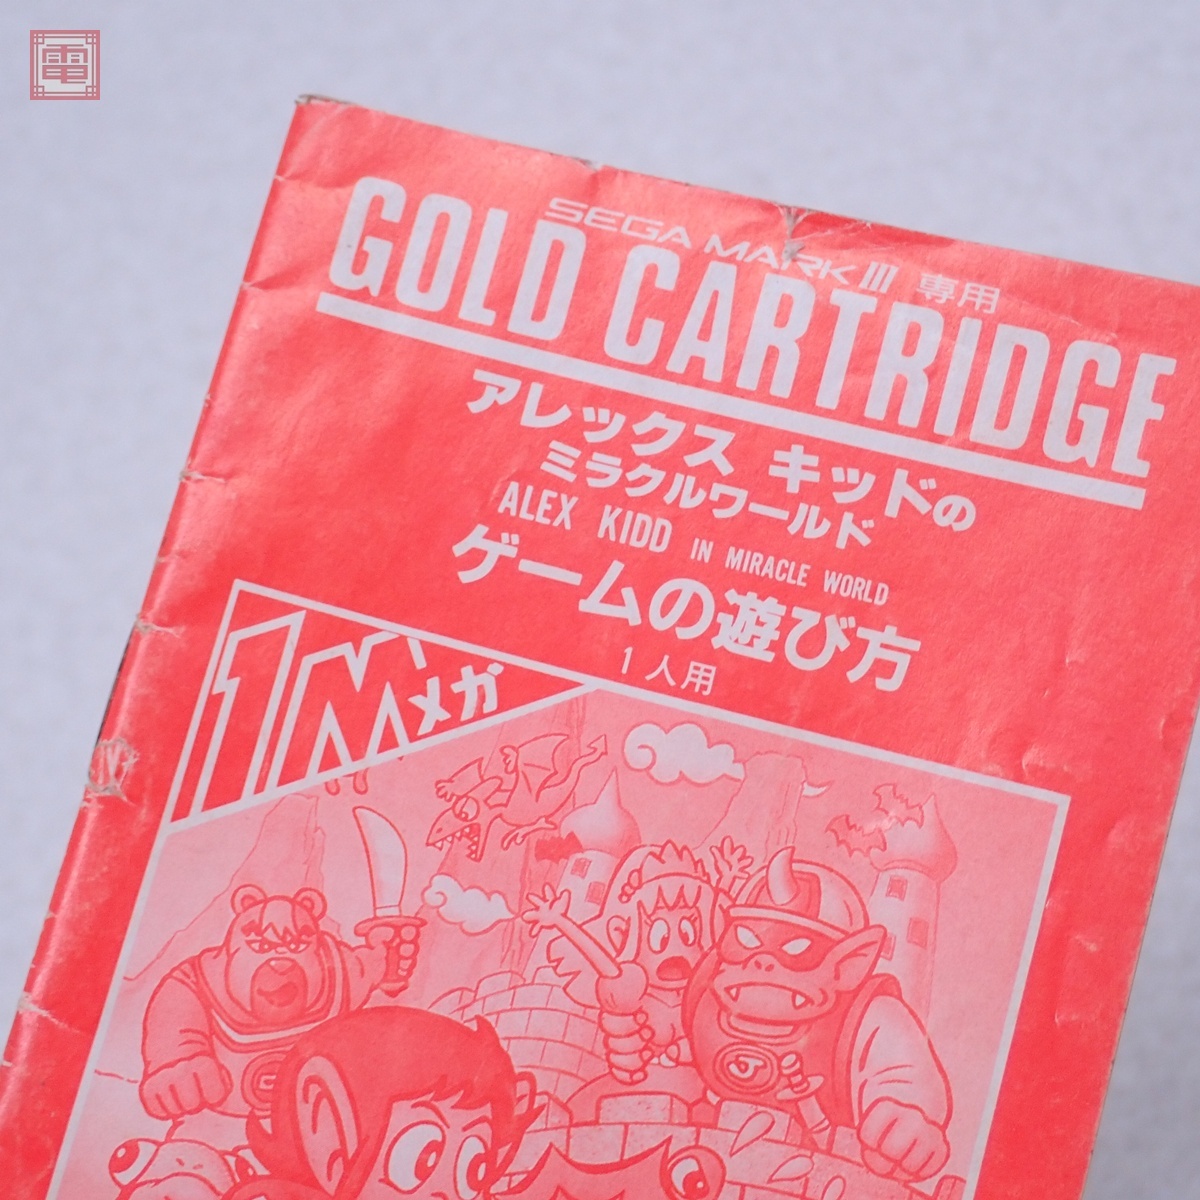 電
SEGA MARK III 専用
GOLD CARTRIDGE
アレックス キッドの
ミラクルワールド
ALEX KIDD IN MIRACLE WORLD
ゲームの遊び方
1人用
1M メガ